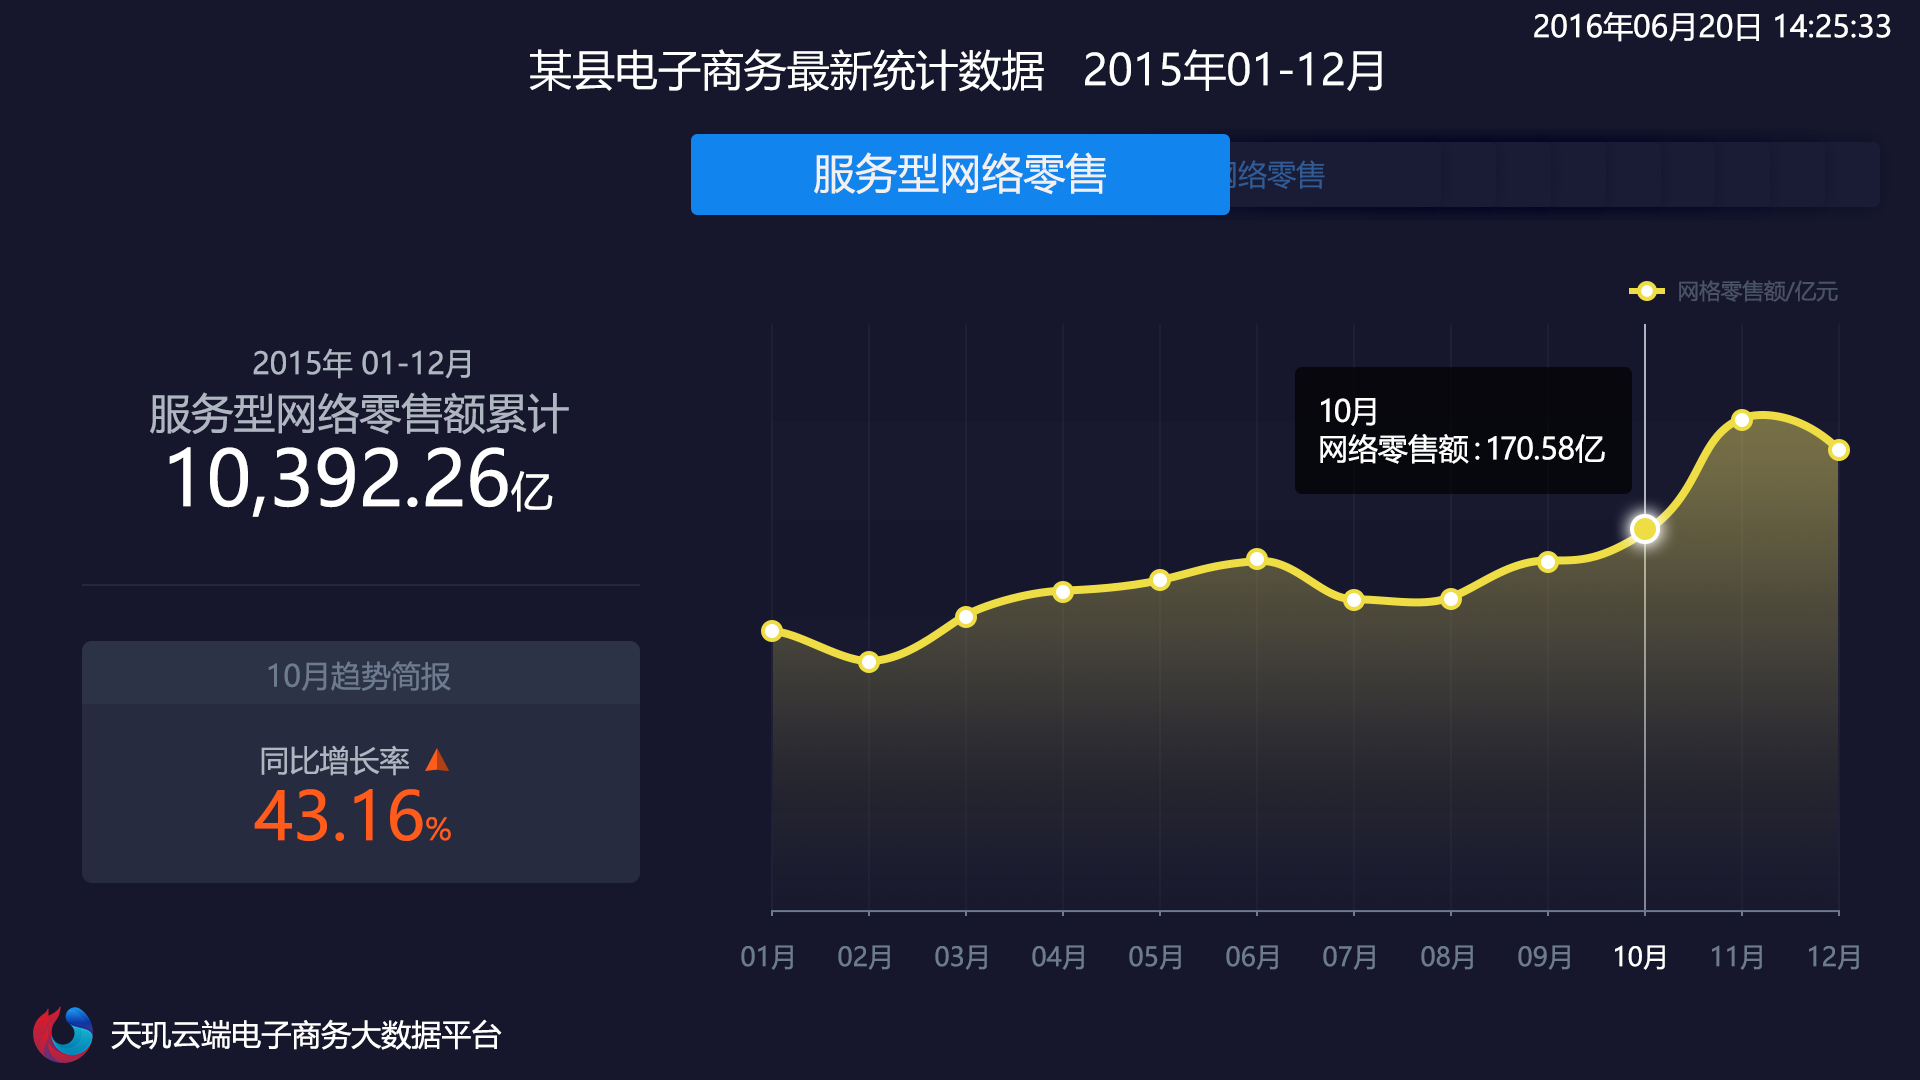 2016年06月20日 14:25:33
某县电子商务最新统计数据 2015年01-12月
服务型网络零售
网络零售
网格零售额/亿元
2015年 01-12月
服务型网络零售额累计
10,392.26亿
10月
网络零售额:170.58亿
10月趋势简报
同比增长率
43.16%
01月 02月 03月 04月 05月 06月 07月 08月 09月 10月 11月 12月
天玑云端电子商务大数据平台